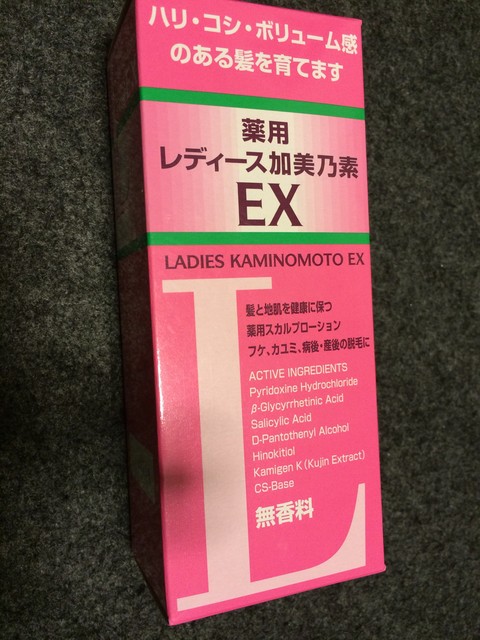 ハリ・コシ・ボリューム感
のある髪を育てます
薬用
レディース加美乃素
EX
LADIES KAMINOMOTO EX
L
髪と地肌を健康に保つ
薬用スカルプローション
フケ、カユミ、病後・産後の脱毛に
ACTIVE INGREDIENTS
Pyridoxine Hydrochloride
β-Glycyrrhetinic Acid
Salicylic Acid
D-Pantothenyl Alcohol
Hinokitiol
Kamigen K (Kujin Extract)
CS-Base
無香料